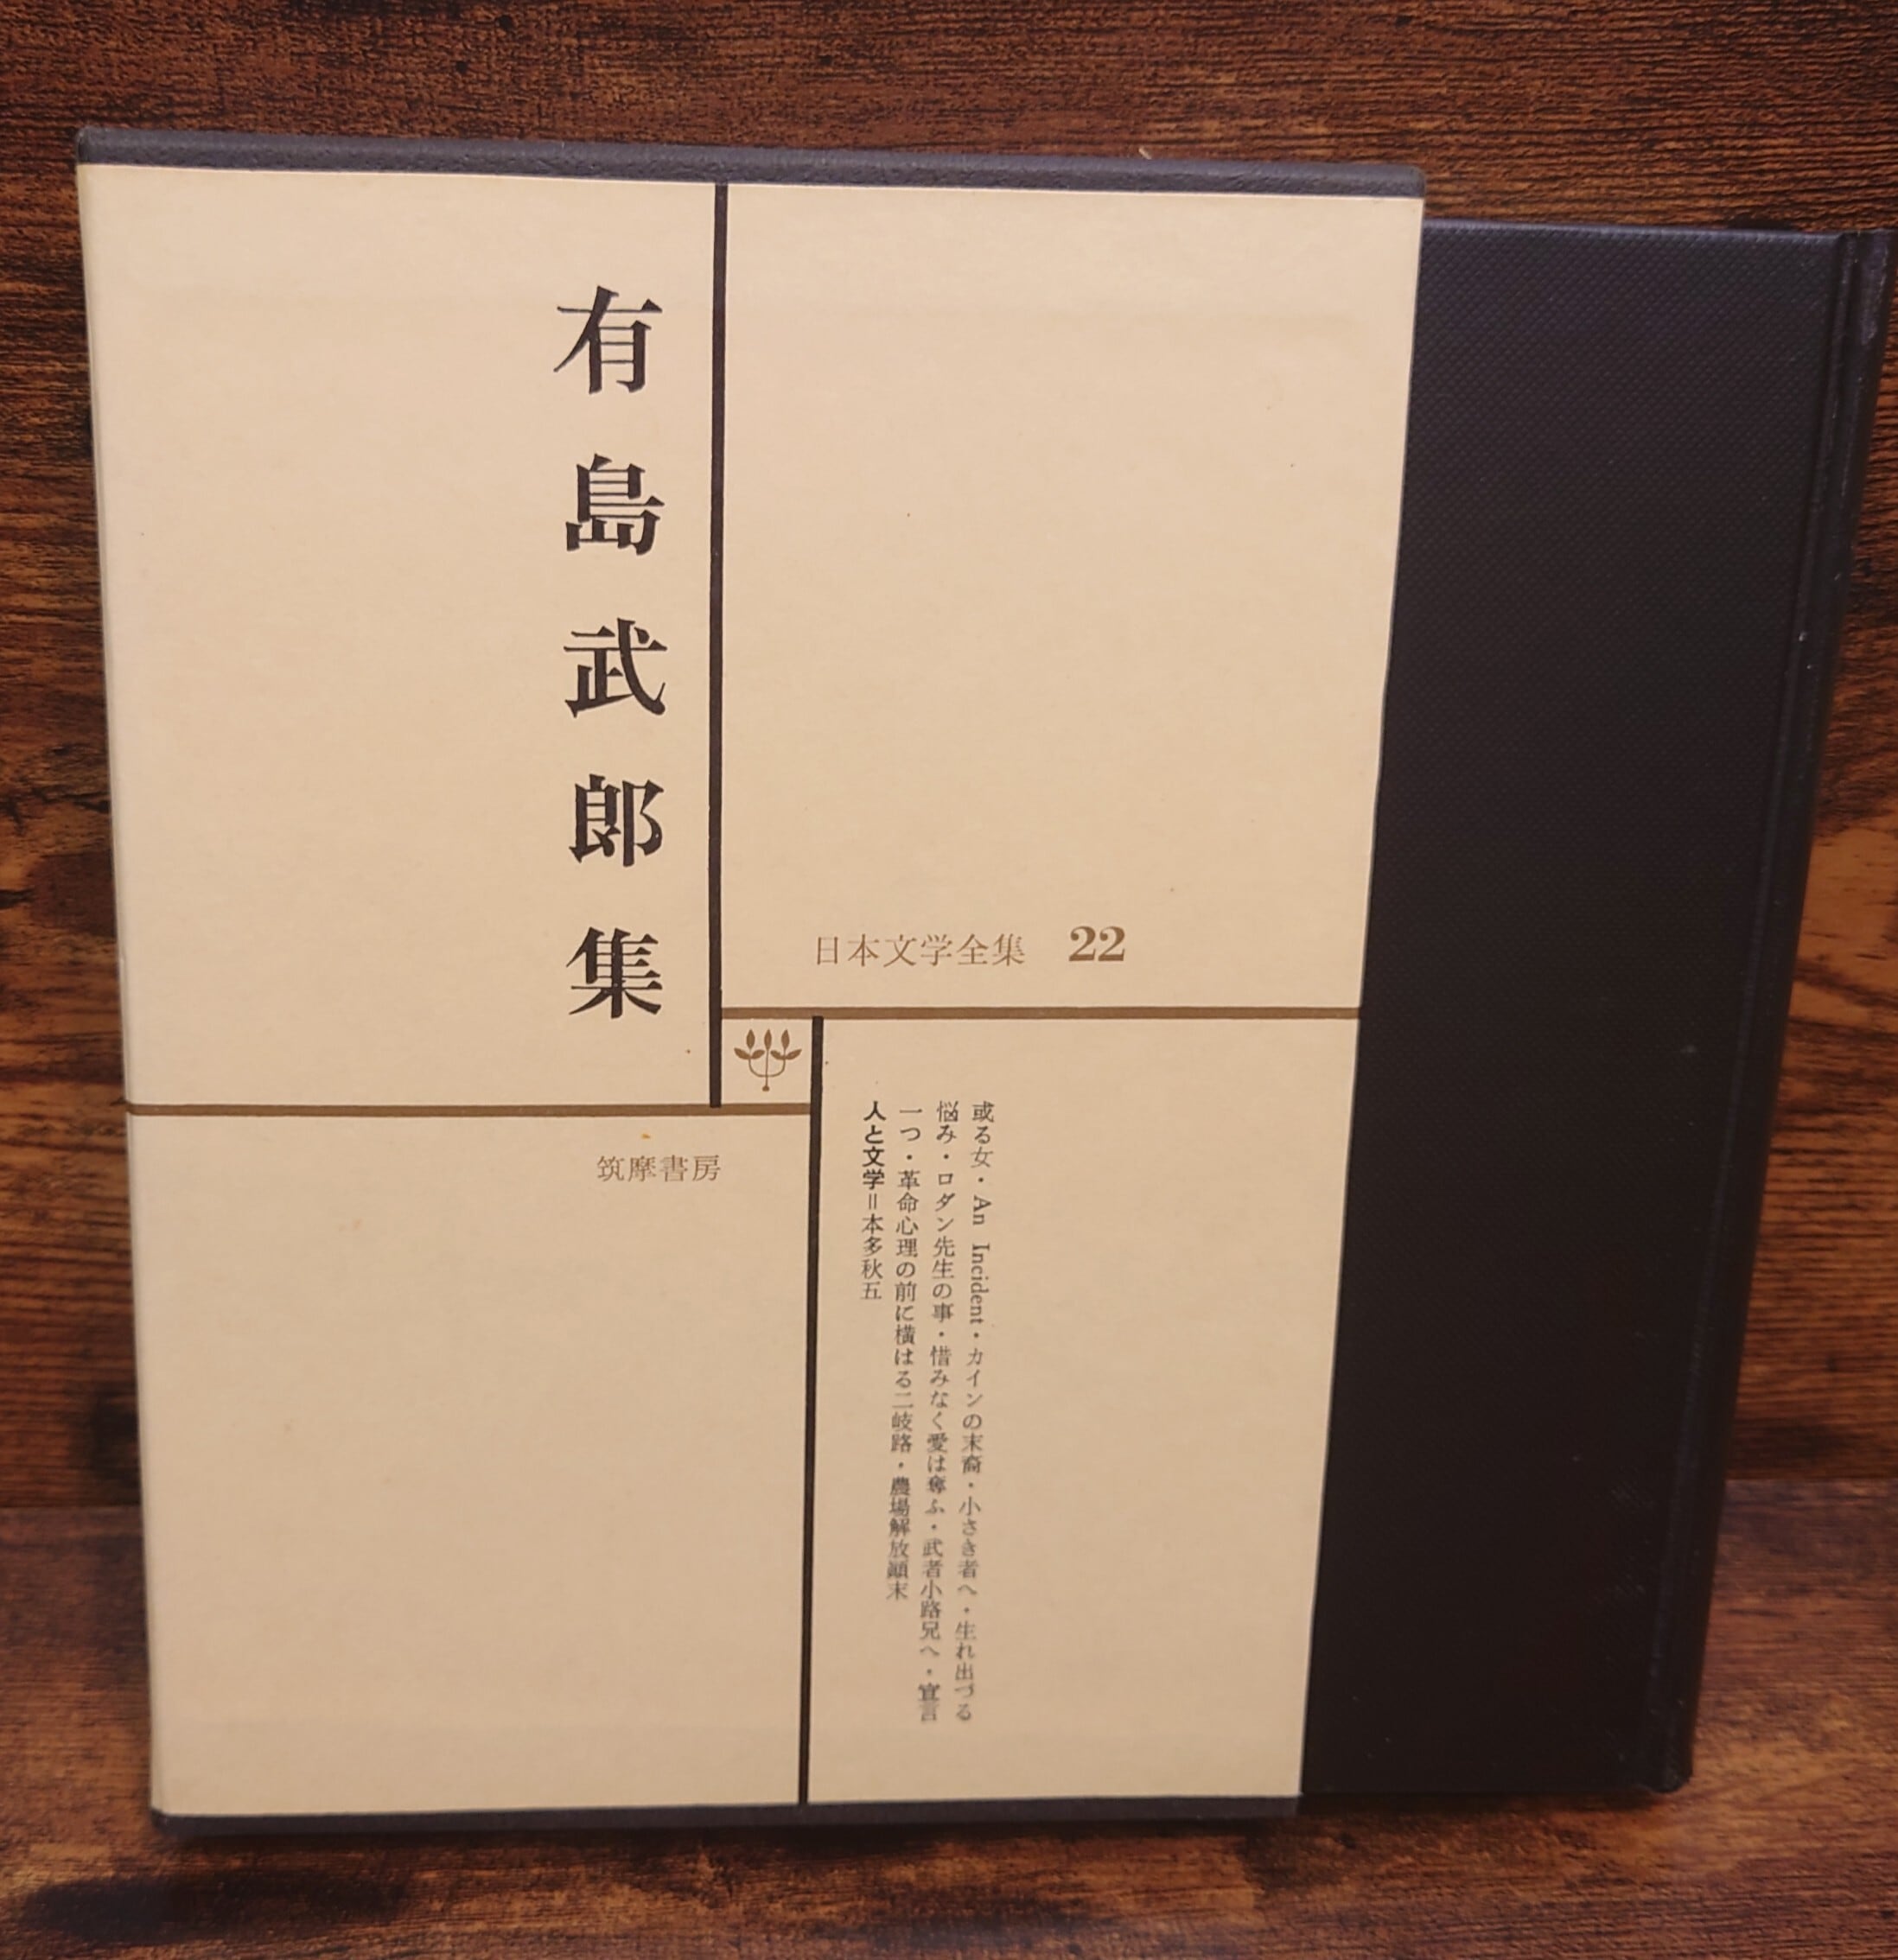 有島武郎集
日本文学全集 22
筑摩書房
或る女・An Incident・カインの末裔・小さき者へ・生れ出づる
悩み・ロダン先生の事・惜みなく愛は奪ふ・武者小路兄へ・宣言
一つ・革命心理の前に横はる二岐路・農場解放顚末
人と文学＝本多秋五